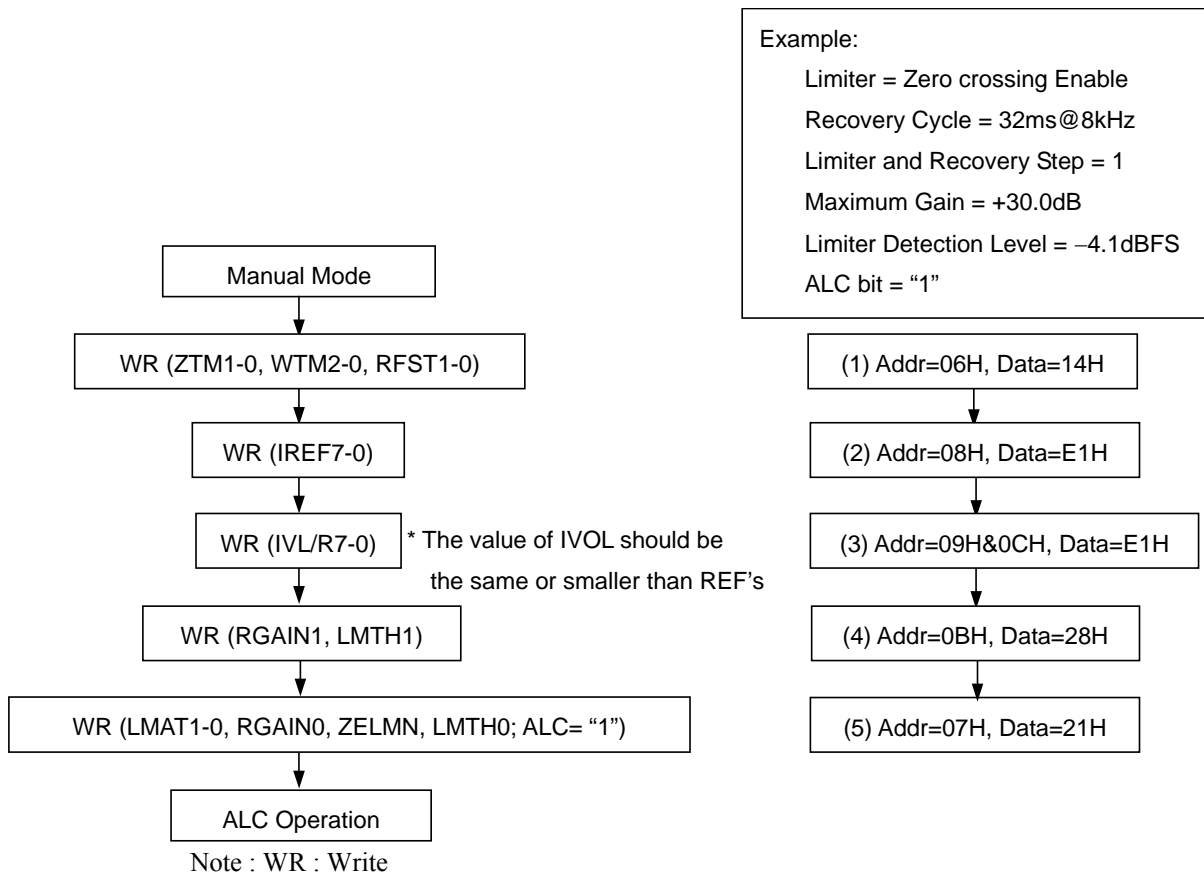 Example:
Limiter = Zero crossing Enable
Recovery Cycle = 32ms@8kHz
Limiter and Recovery Step = 1
Maximum Gain = +30.0dB
Limiter Detection Level = −4.1dBFS
ALC bit = “1”
Manual Mode
WR (ZTM1-0, WTM2-0, RFST1-0)
WR (IREF7-0)
WR (IVL/R7-0)
* The value of IVOL should be
the same or smaller than REF’s
WR (RGAIN1, LMTH1)
WR (LMAT1-0, RGAIN0, ZELMN, LMTH0; ALC= “1”)
ALC Operation
Note : WR : Write
(1) Addr=06H, Data=14H
(2) Addr=08H, Data=E1H
(3) Addr=09H&0CH, Data=E1H
(4) Addr=0BH, Data=28H
(5) Addr=07H, Data=21H